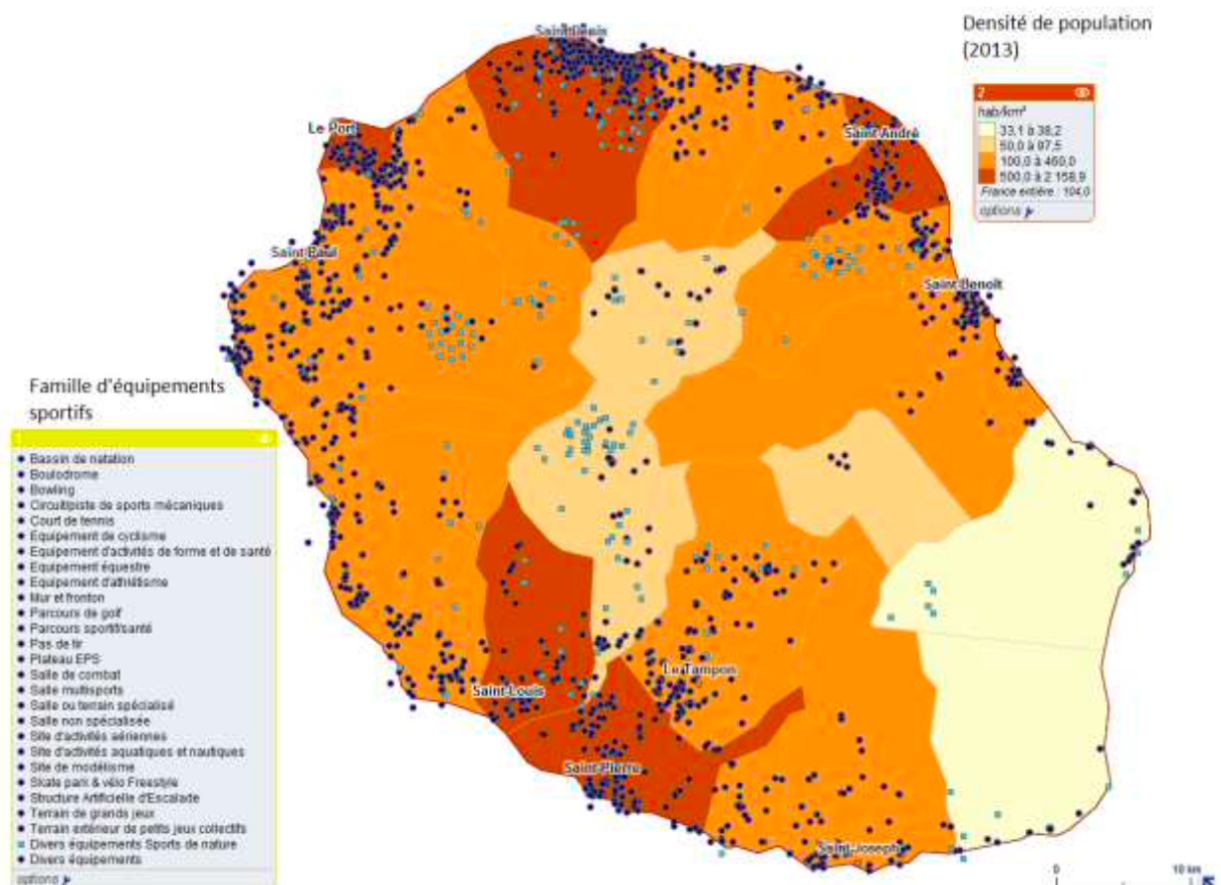 Densité de population
(2013)
2
hab/km²
33,1 à 38,2
50,0 à 97,5
100,0 à 460,0
500,0 à 2 158,9
France entière : 104,0
options
Saint-Denis
Le Port
Saint-André
Saint-Paul
Saint-Benoît
Le Tampon
Saint-Louis
Saint-Pierre
Saint-Joseph
Famille d'équipements
sportifs
1
Bassin de natation
Boulodrome
Bowling
Circuit/piste de sports mécaniques
Court de tennis
Equipement de cyclisme
Equipement d'activités de forme et de santé
Equipement équestre
Equipement d'athlétisme
Mur et fronton
Parcours de golf
Parcours sportif/santé
Pas de tir
Plateau EPS
Salle de combat
Salle multisports
Salle ou terrain spécialisé
Salle non spécialisée
Site d'activités aériennes
Site d'activités aquatiques et nautiques
Site de modélisme
Skate park & vélo Freestyle
Structure Artificielle d'Escalade
Terrain de grands jeux
Terrain extérieur de petits jeux collectifs
Divers équipements Sports de nature
Divers équipements
options
0 10 km